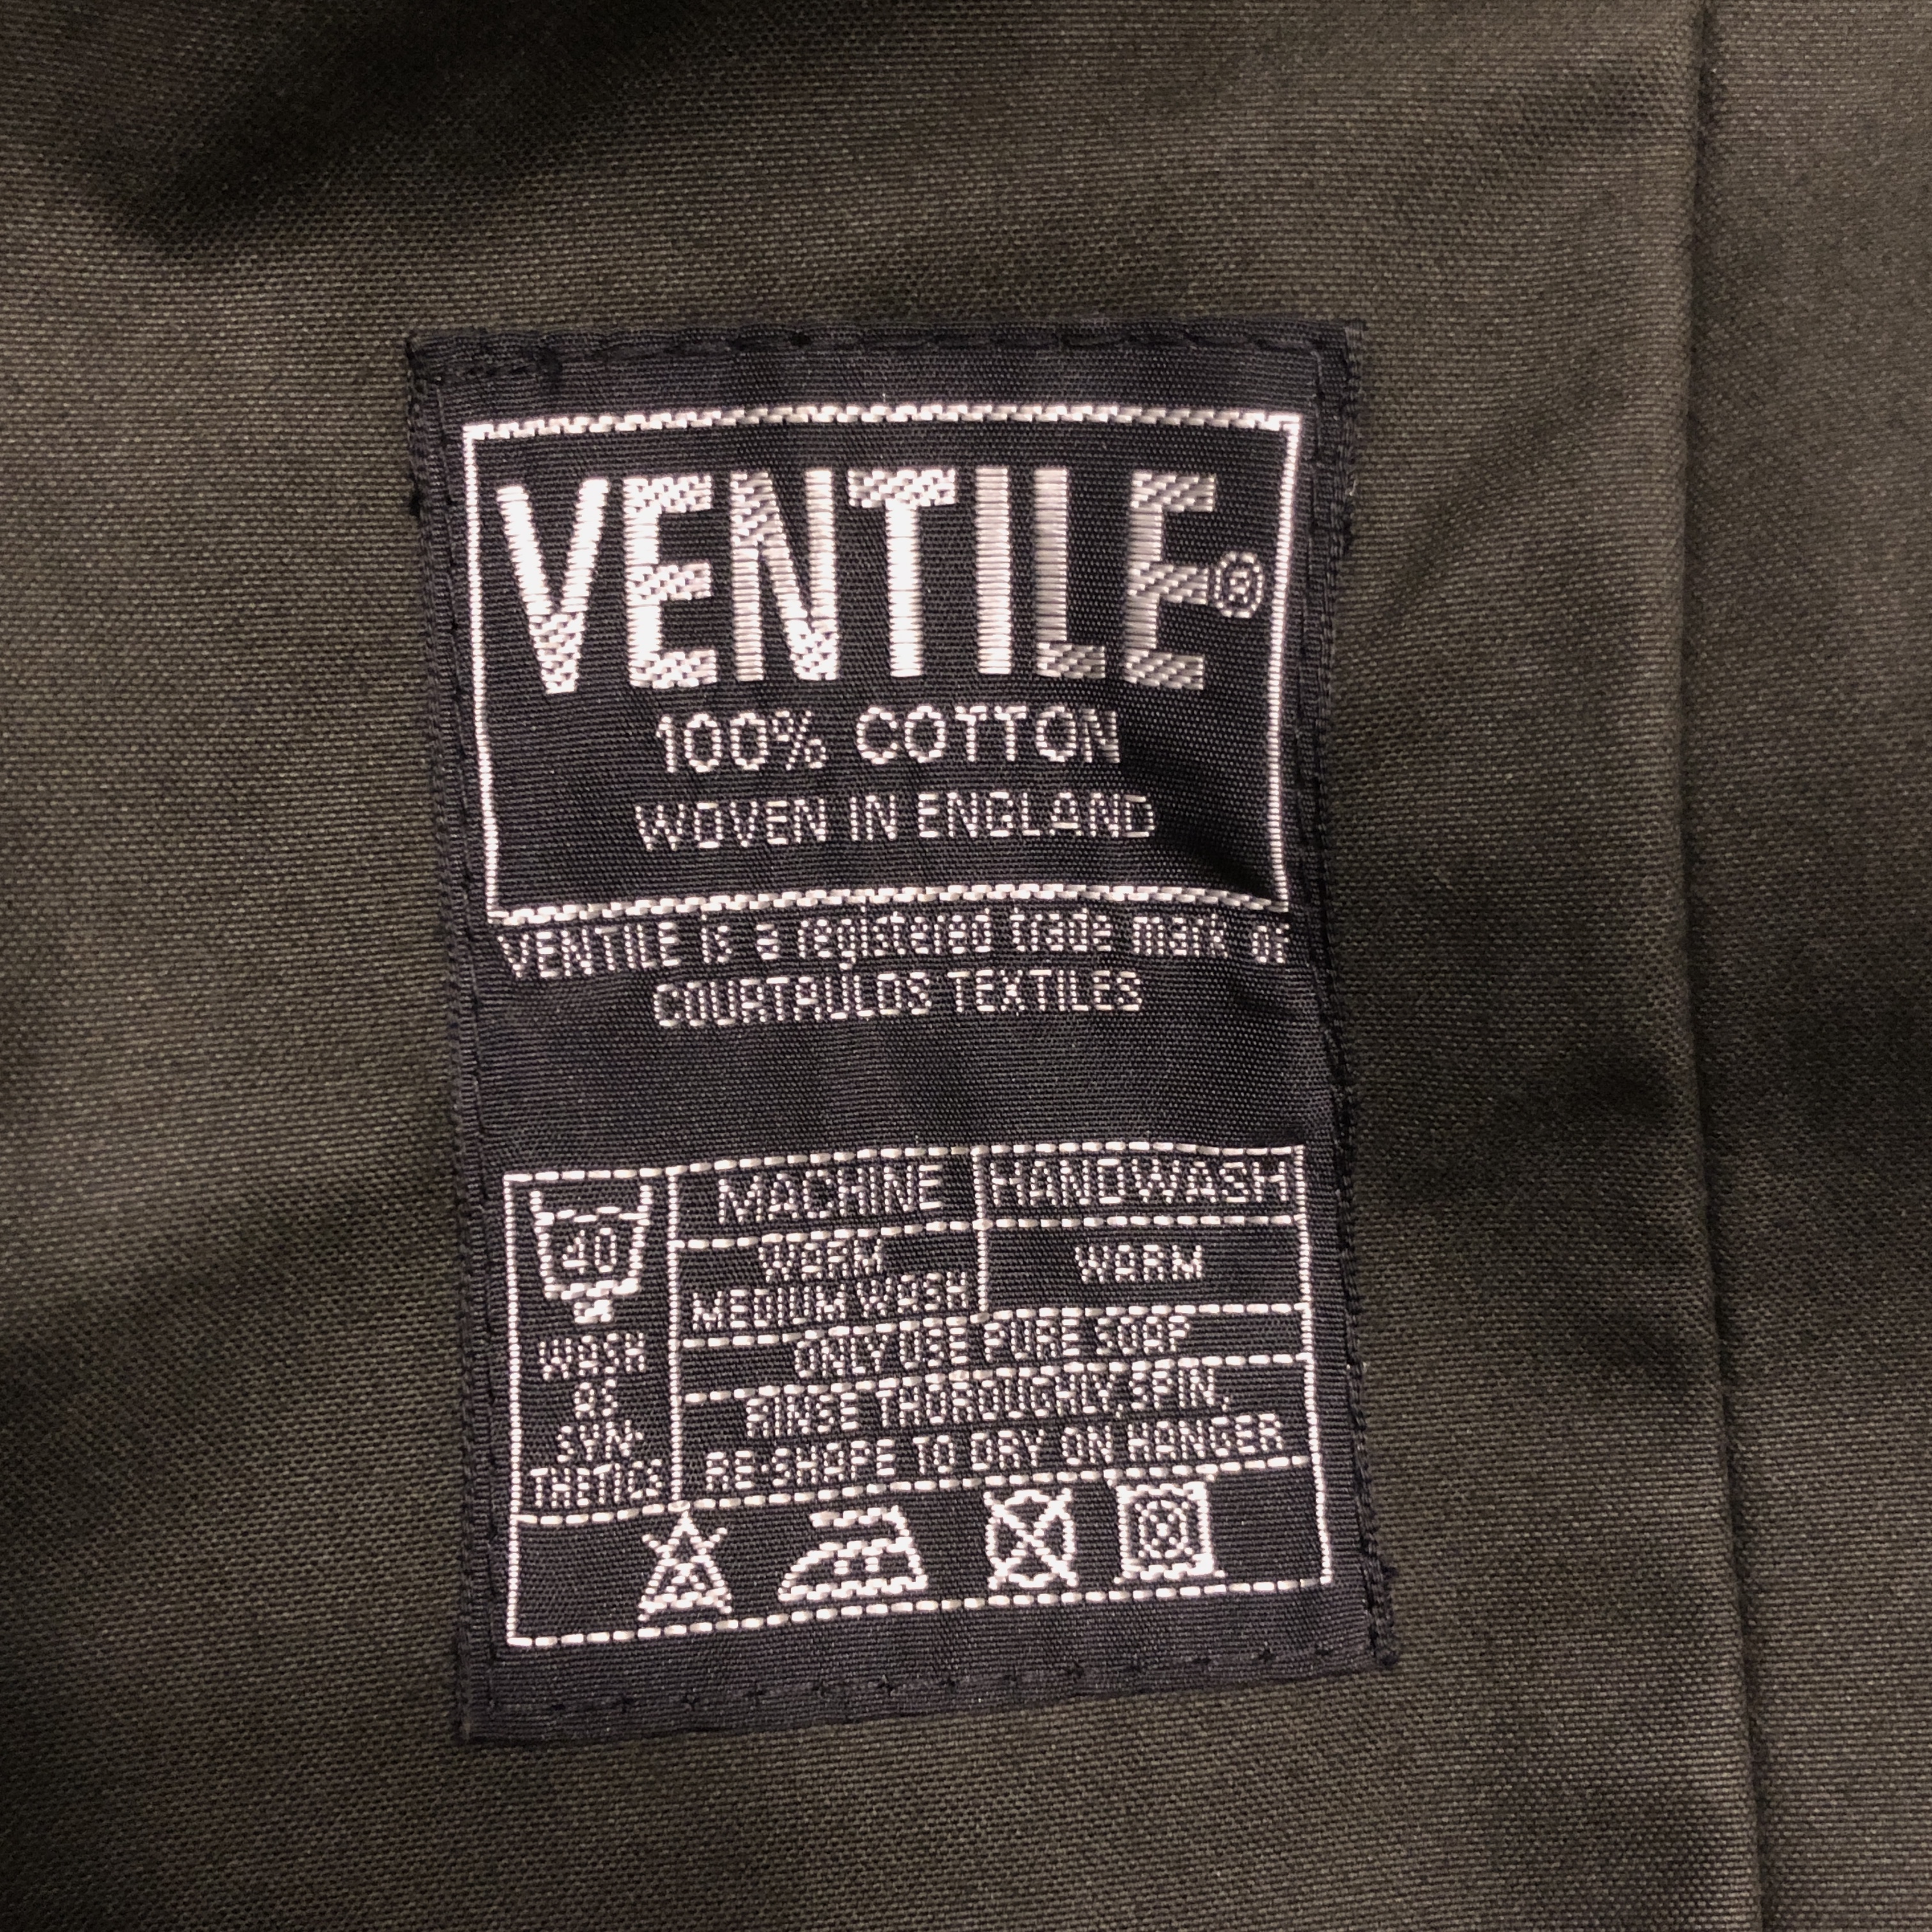 VENTILE®
100% COTTON
WOVEN IN ENGLAND
VENTILE is a registered trade mark of
COURTAULDS TEXTILES
MACHINE HANDWASH
40
WARM
MEDIUM WASH
WARM
WASH
AS
SYN-
THETICS
ONLY USE PURE SOAP
RINSE THOROUGHLY, SPIN,
RE-SHAPE TO DRY ON HANGER